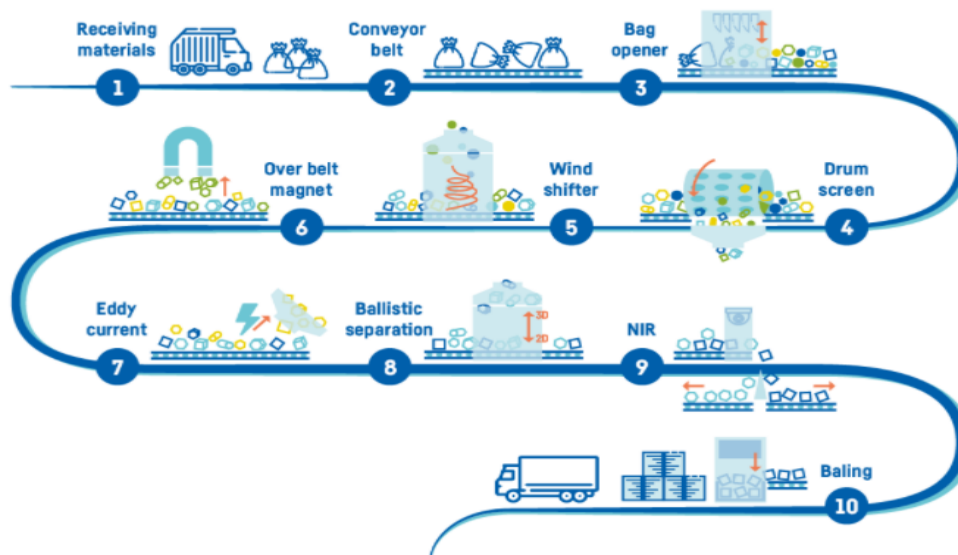 Receiving
materials
1
Conveyor
belt
2
Bag
opener
3
Drum
screen
4
Wind
shifter
5
Over belt
magnet
6
Eddy
current
7
Ballistic
separation
8
3D
2D
NIR
9
Baling
10